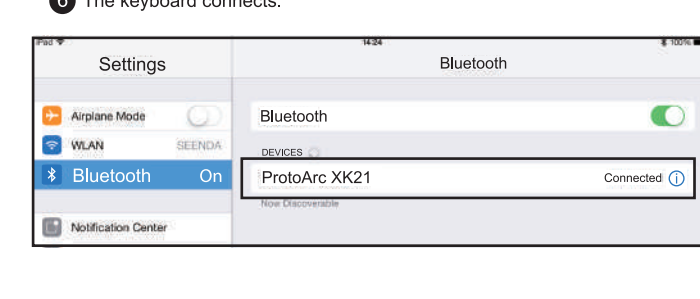 6 The keyboard connects.
iPad 14:24 100%
Settings
Bluetooth
Airplane Mode
WLAN SEENDA
Bluetooth On
Notification Center
Bluetooth
DEVICES
ProtoArc XK21 Connected
Now Discoverable